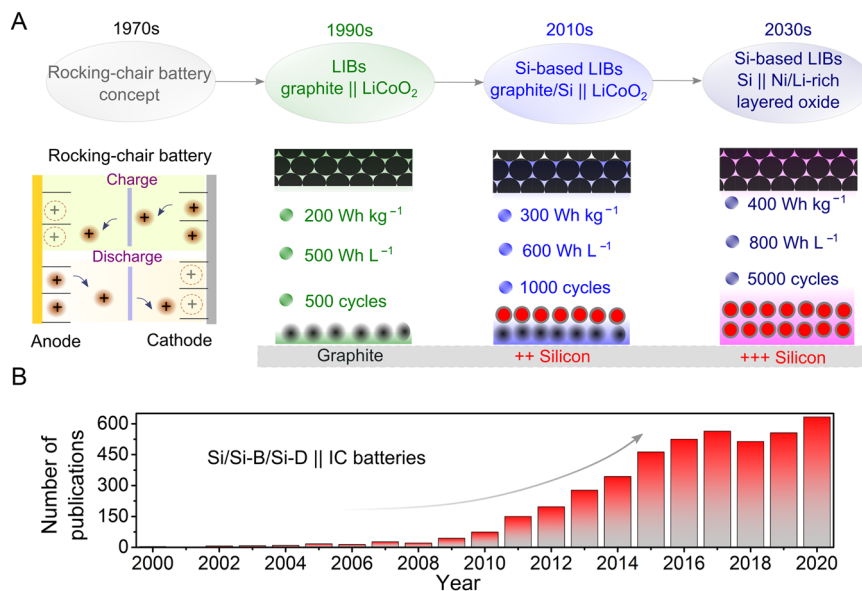 A
1970s
Rocking-chair battery
concept
1990s
LIBs
graphite || LiCoO₂
2010s
Si-based LIBs
graphite/Si || LiCoO₂
2030s
Si-based LIBs
Si || Ni/Li-rich
layered oxide
Rocking-chair battery
Charge
+ + + +
+ +
Discharge
+ + +
+ + +
Anode
Cathode
200 Wh kg⁻¹
500 Wh L⁻¹
500 cycles
Graphite
300 Wh kg⁻¹
600 Wh L⁻¹
1000 cycles
++ Silicon
400 Wh kg⁻¹
800 Wh L⁻¹
5000 cycles
+++ Silicon
B
Number of
publications
600
450
300
150
0
Si/Si-B/Si-D || IC batteries
2000 2002 2004 2006 2008 2010 2012 2014 2016 2018 2020
Year